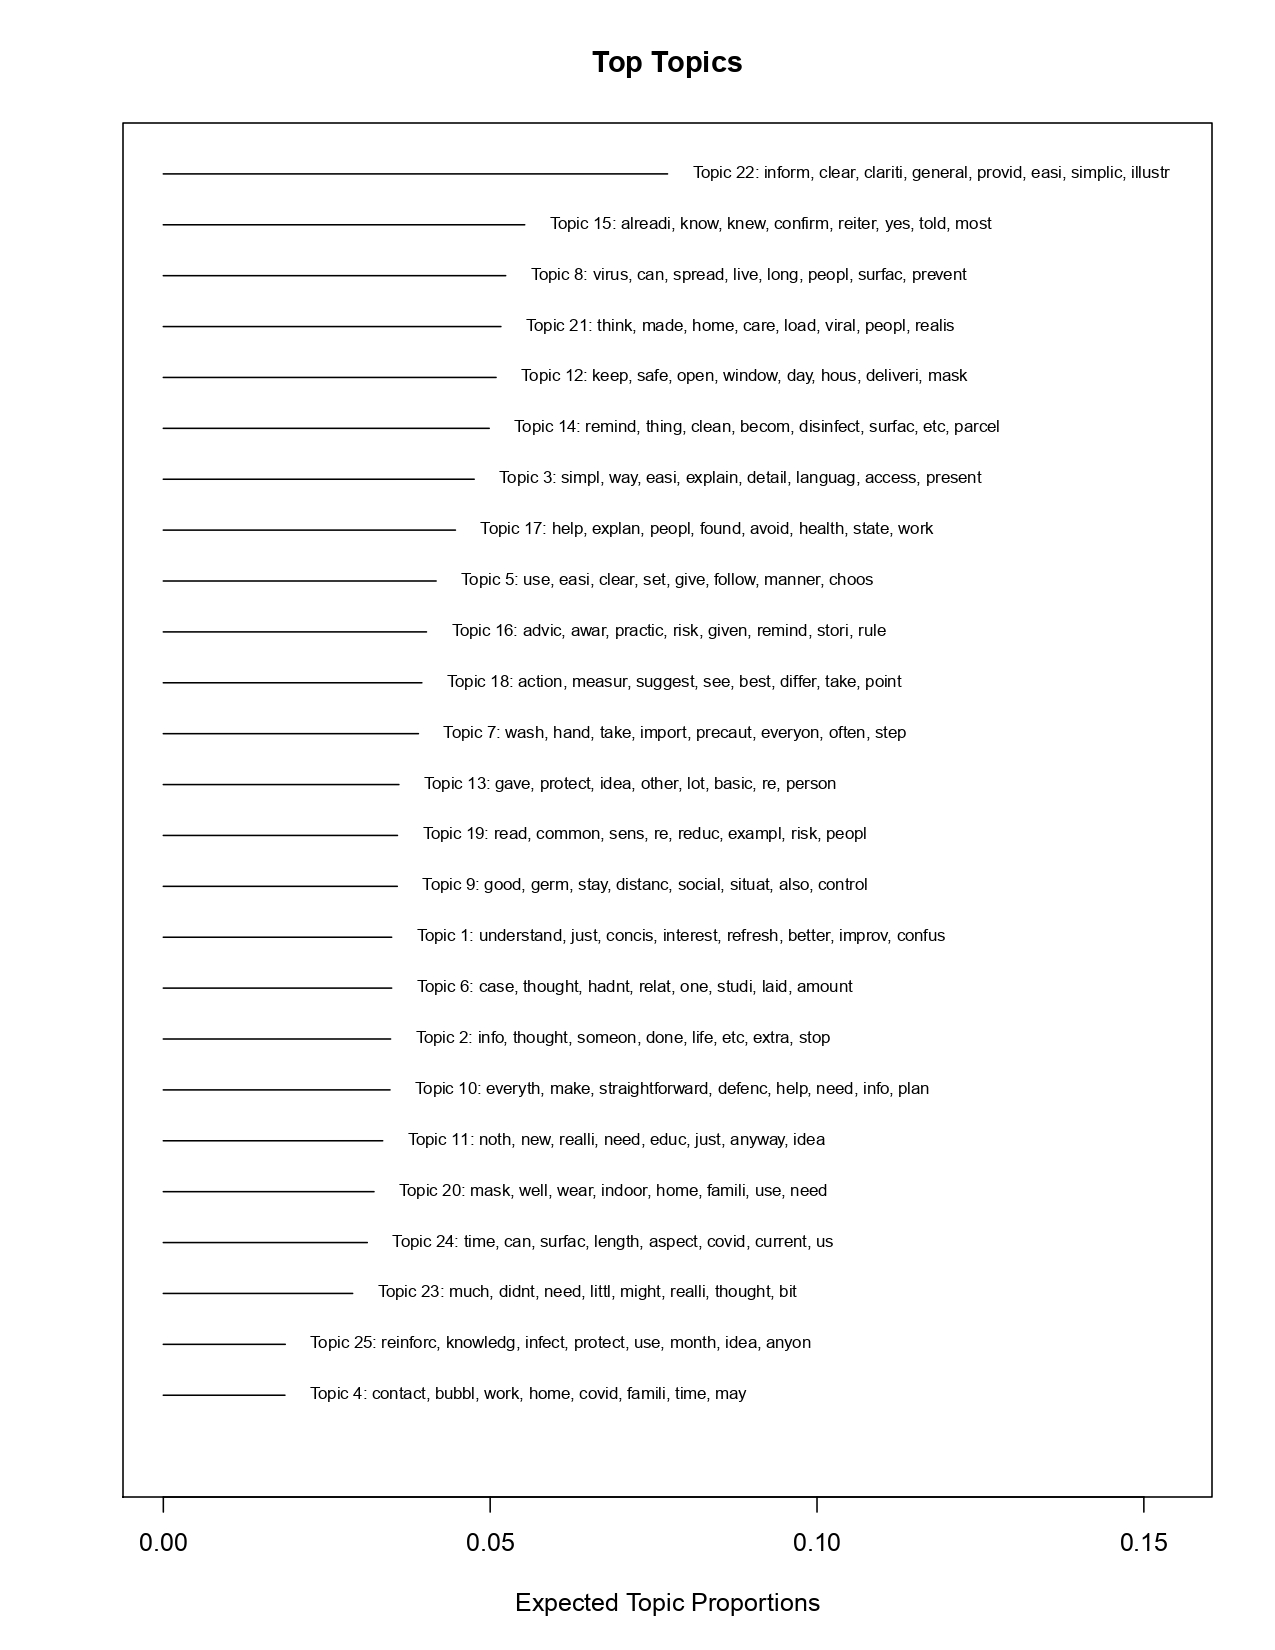 Top Topics
Topic 22: inform, clear, clariti, general, provid, easi, simplic, illustr
Topic 15: alreadi, know, knew, confirm, reiter, yes, told, most
Topic 8: virus, can, spread, live, long, peopl, surfac, prevent
Topic 21: think, made, home, care, load, viral, peopl, realis
Topic 12: keep, safe, open, window, day, hous, deliveri, mask
Topic 14: remind, thing, clean, becom, disinfect, surfac, etc, parcel
Topic 3: simpl, way, easi, explain, detail, languag, access, present
Topic 17: help, explan, peopl, found, avoid, health, state, work
Topic 5: use, easi, clear, set, give, follow, manner, choos
Topic 16: advic, awar, practic, risk, given, remind, stori, rule
Topic 18: action, measur, suggest, see, best, differ, take, point
Topic 7: wash, hand, take, import, precaut, everyon, often, step
Topic 13: gave, protect, idea, other, lot, basic, re, person
Topic 19: read, common, sens, re, reduc, exampl, risk, peopl
Topic 9: good, germ, stay, distanc, social, situat, also, control
Topic 1: understand, just, concis, interest, refresh, better, improv, confus
Topic 6: case, thought, hadnt, relat, one, studi, laid, amount
Topic 2: info, thought, someon, done, life, etc, extra, stop
Topic 10: everyth, make, straightforward, defenc, help, need, info, plan
Topic 11: noth, new, realli, need, educ, just, anyway, idea
Topic 20: mask, well, wear, indoor, home, famili, use, need
Topic 24: time, can, surfac, length, aspect, covid, current, us
Topic 23: much, didnt, need, littl, might, realli, thought, bit
Topic 25: reinforc, knowledg, infect, protect, use, month, idea, anyon
Topic 4: contact, bubbl, work, home, covid, famili, time, may
0.00 0.05 0.10 0.15
Expected Topic Proportions